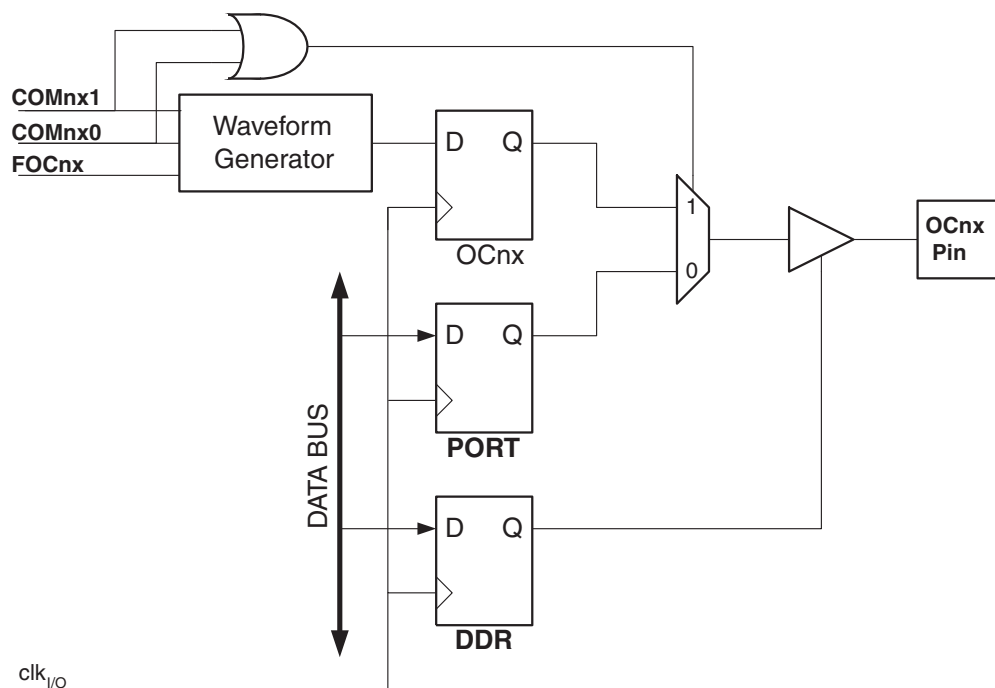 COMnx1
COMnx0
FOCnx
Waveform
Generator
D Q
OCnx
1
0
OCnx
Pin
D Q
PORT
DATA BUS
D Q
DDR
clkI/O